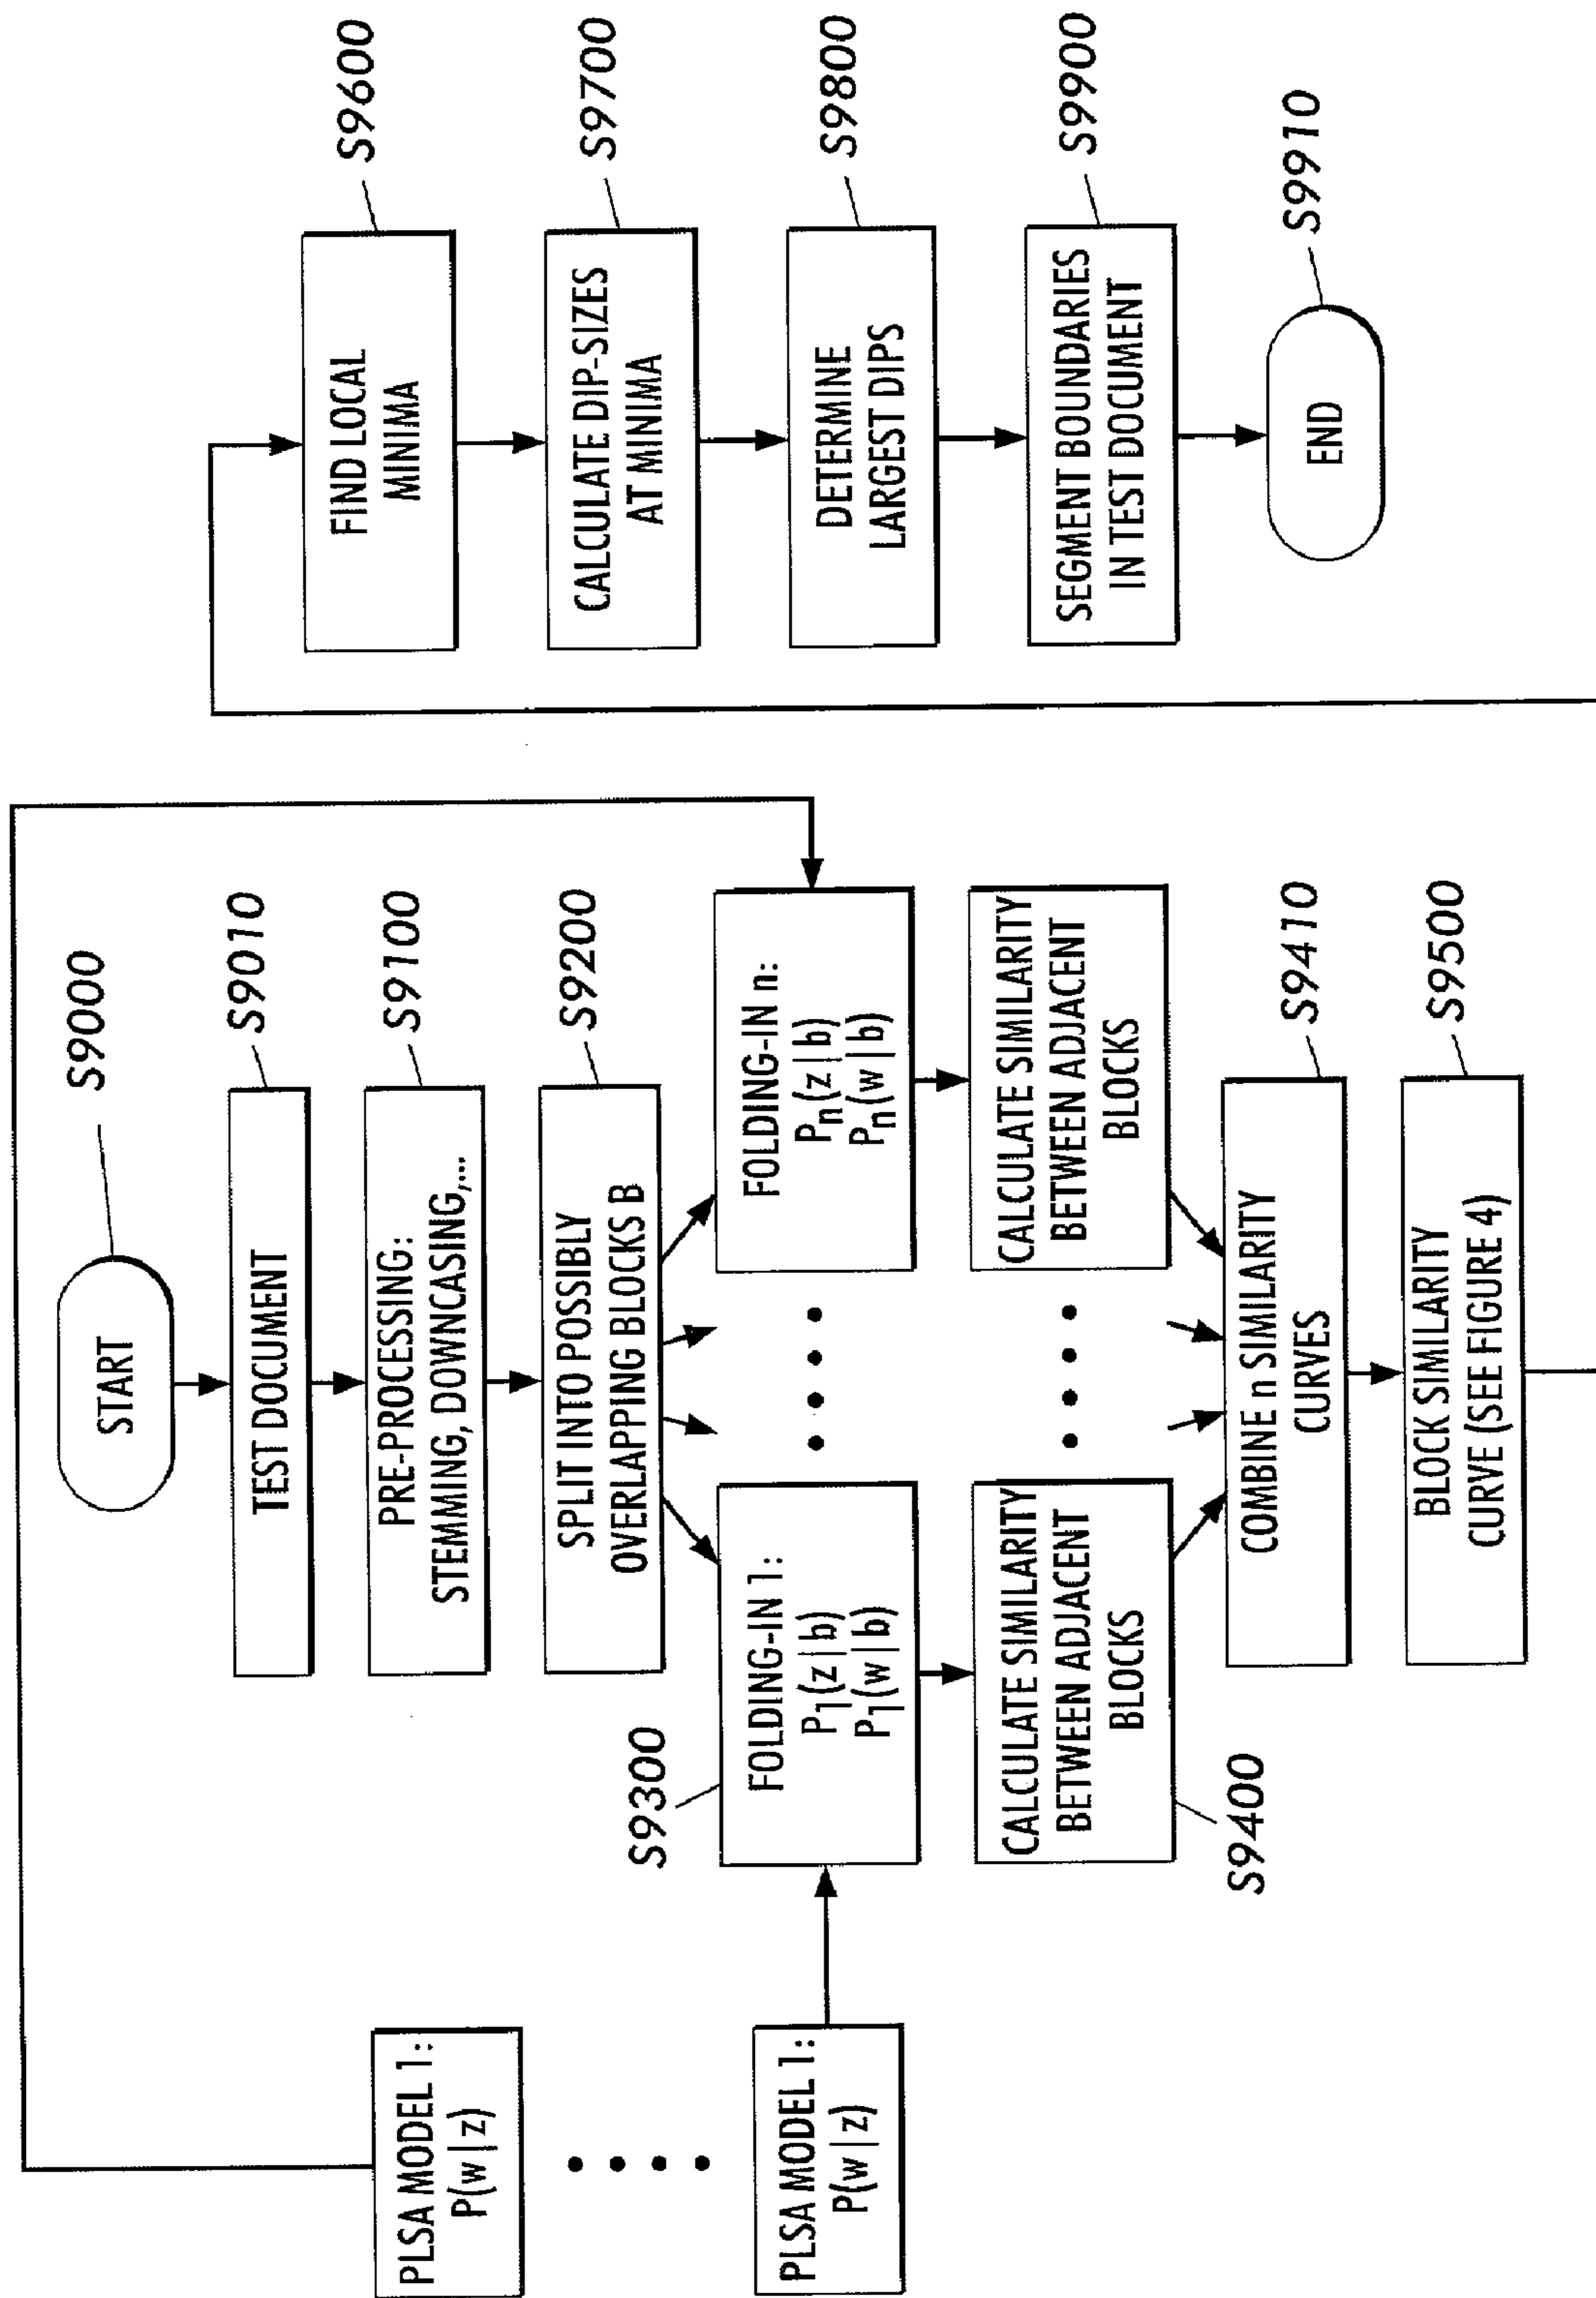 START
S9000
TEST DOCUMENT
S9010
PRE-PROCESSING:
STEMMING, DOWNCASING,...
S9100
SPLIT INTO POSSIBLY
OVERLAPPING BLOCKS B
S9200
PLSA MODEL 1:
P(w|z)
PLSA MODEL 1:
P(w|z)
S9300
FOLDING-IN 1:
P1(z|b)
P1(w|b)
FOLDING-IN n:
Pn(z|b)
Pn(w|b)
CALCULATE SIMILARITY
BETWEEN ADJACENT
BLOCKS
S9400
CALCULATE SIMILARITY
BETWEEN ADJACENT
BLOCKS
COMBINE n SIMILARITY
CURVES
S9410
BLOCK SIMILARITY
CURVE (SEE FIGURE 4)
S9500
FIND LOCAL
MINIMA
S9600
CALCULATE DIP-SIZES
AT MINIMA
S9700
DETERMINE
LARGEST DIPS
S9800
SEGMENT BOUNDARIES
IN TEST DOCUMENT
S9900
END
S9910